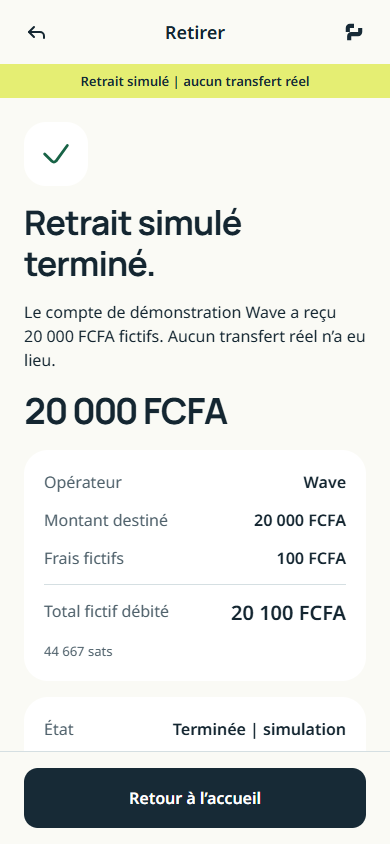 Retirer
Retrait simulé | aucun transfert réel
Retrait simulé
terminé.
Le compte de démonstration Wave a reçu
20 000 FCFA fictifs. Aucun transfert réel n’a eu
lieu.
20 000 FCFA
Opérateur Wave
Montant destiné 20 000 FCFA
Frais fictifs 100 FCFA
Total fictif débité 20 100 FCFA
44 667 sats
État Terminée | simulation
Retour à l’accueil